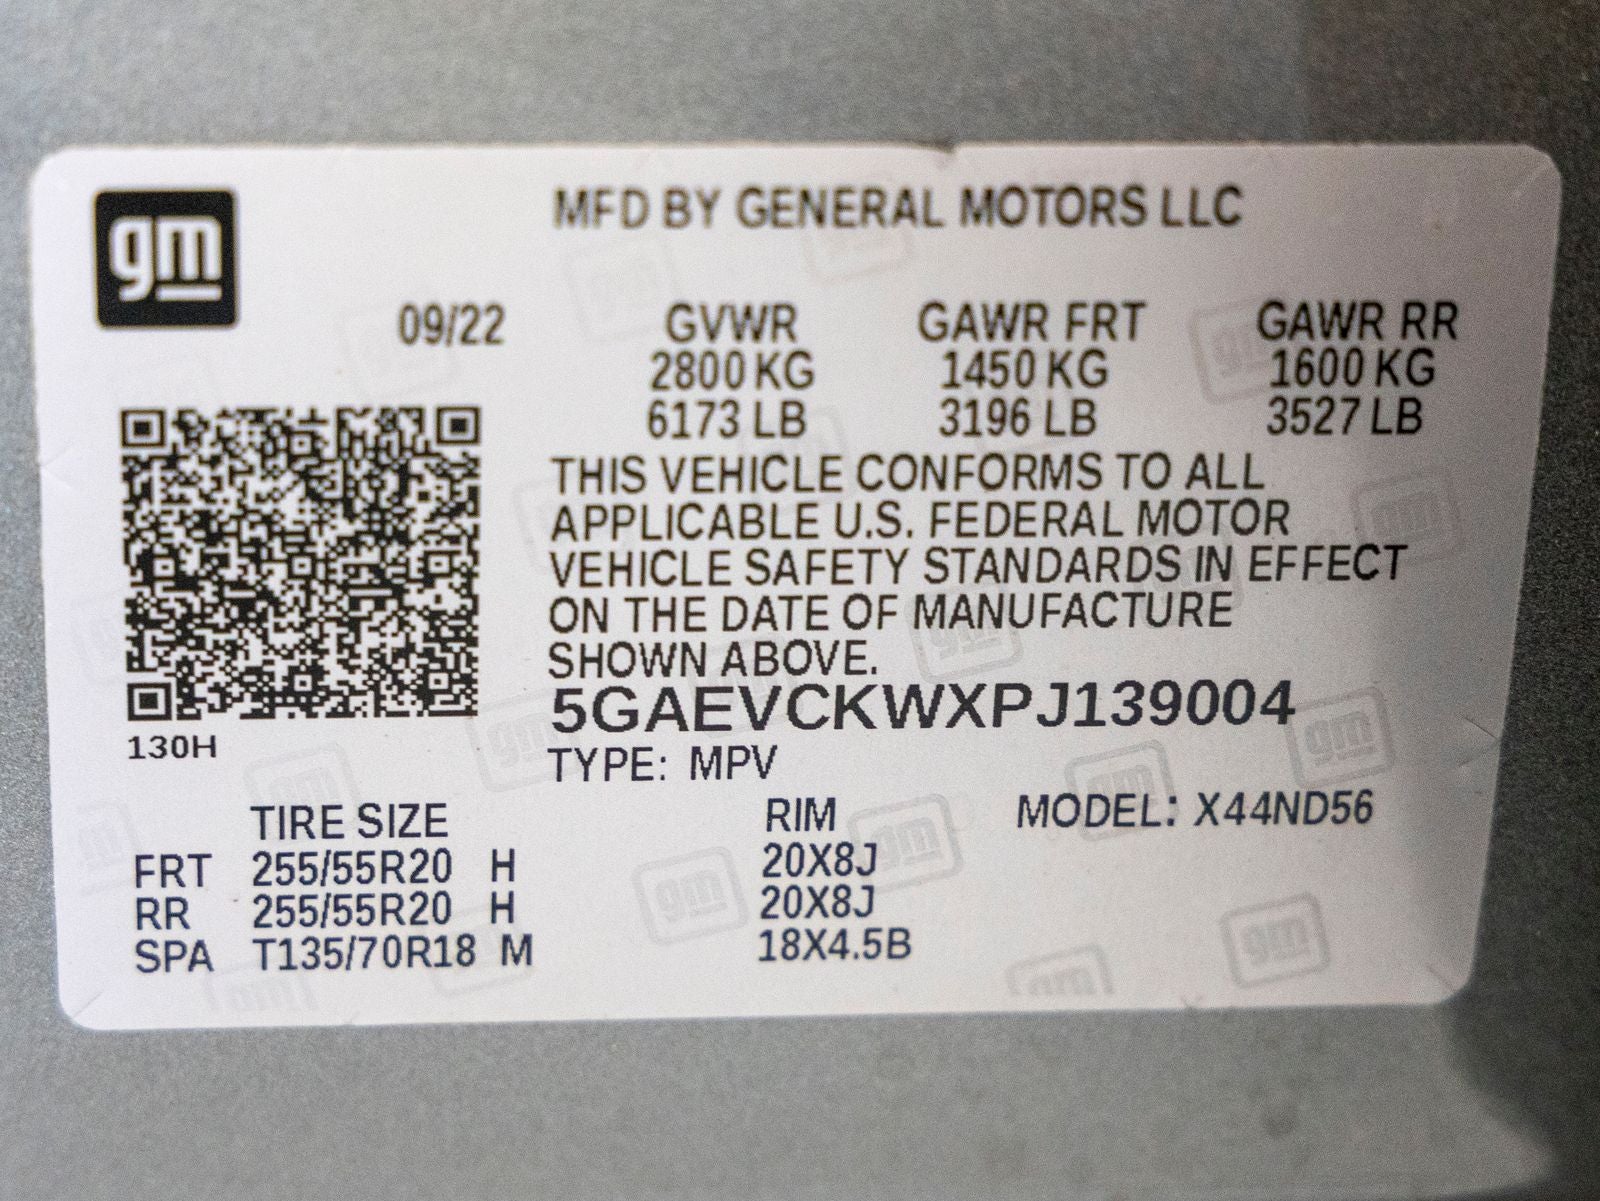 gm
MFD BY GENERAL MOTORS LLC
09/22 GVWR GAWR FRT GAWR RR
2800 KG 1450 KG 1600 KG
6173 LB 3196 LB 3527 LB
THIS VEHICLE CONFORMS TO ALL
APPLICABLE U.S. FEDERAL MOTOR
VEHICLE SAFETY STANDARDS IN EFFECT
ON THE DATE OF MANUFACTURE
SHOWN ABOVE.
5GAEVCKWXPJ139004
130H
TYPE: MPV
TIRE SIZE RIM MODEL: X44ND56
FRT 255/55R20 H 20X8J
RR 255/55R20 H 20X8J
SPA T135/70R18 M 18X4.5B